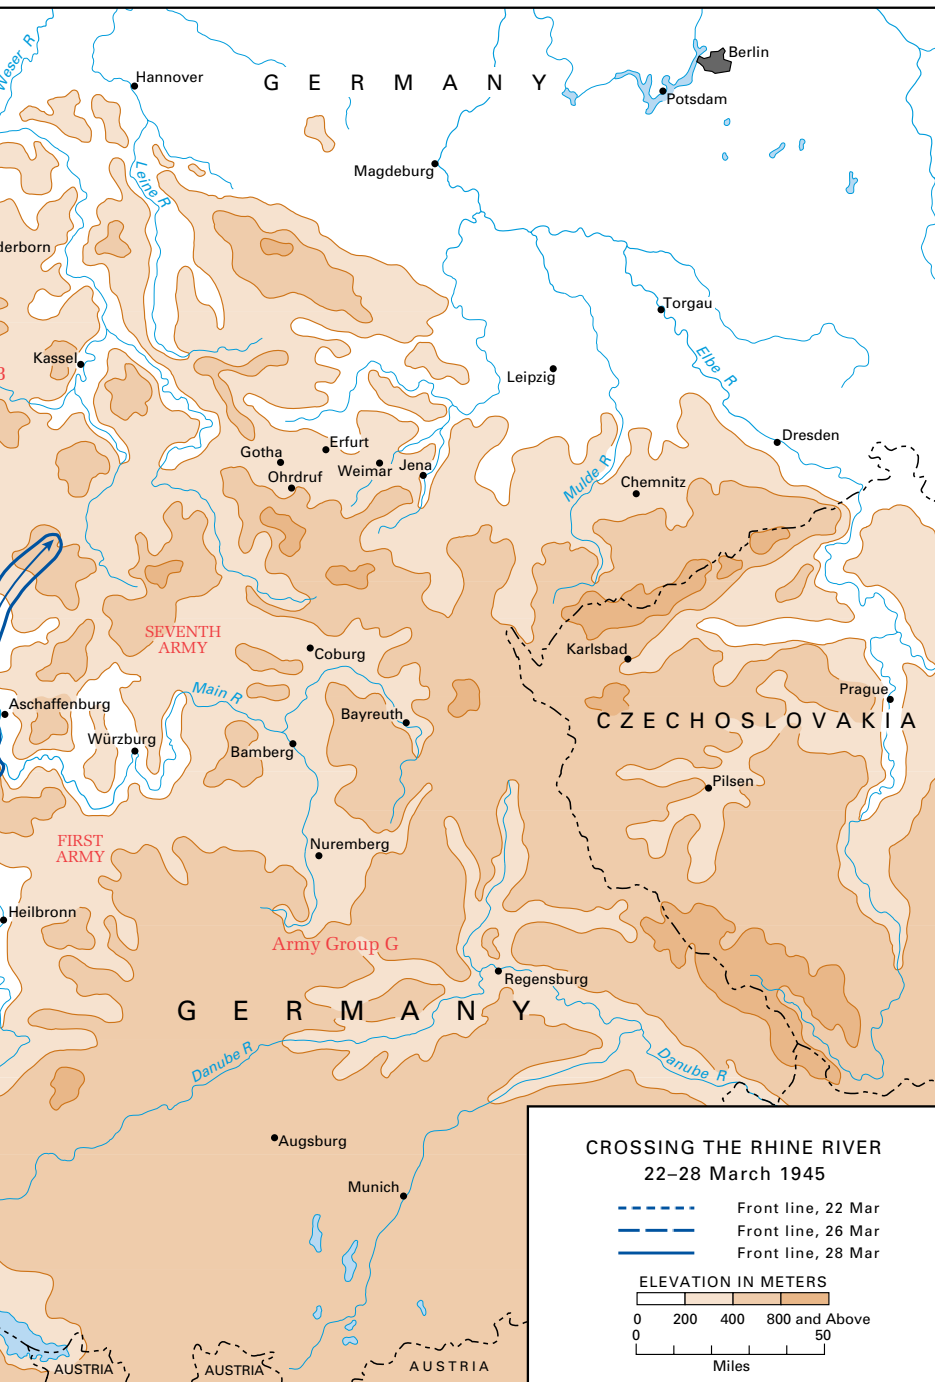 Weser R
Hannover
G E R M A N Y
Berlin
Potsdam
Magdeburg
Leine R
derborn
Torgau
Kassel
B
Leipzig
Elbe R
Dresden
Erfurt
Gotha
Weimar
Jena
Ohrdruf
Mulde R
Chemnitz
SEVENTH
ARMY
Coburg
Karlsbad
Main R
Prague
Aschaffenburg
Bayreuth
CZECHOSLOVAKIA
Würzburg
Bamberg
Pilsen
FIRST
ARMY
Nuremberg
Heilbronn
Army Group G
Regensburg
G E R M A N Y
Danube R
Danube R
Augsburg
Munich
CROSSING THE RHINE RIVER
22–28 March 1945
Front line, 22 Mar
Front line, 26 Mar
Front line, 28 Mar
ELEVATION IN METERS
0 200 400 800 and Above
0 50
Miles
AUSTRIA
AUSTRIA
AUSTRIA